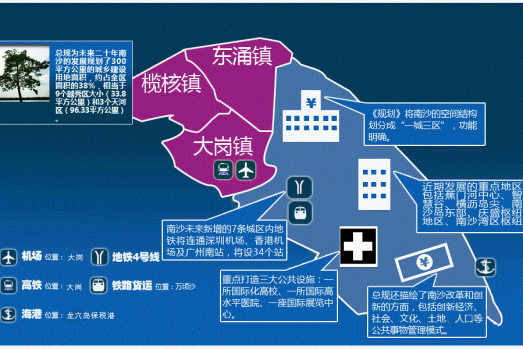 总规为未来二十年南
沙的发展规划了300
平方公里的城乡建设
用地面积，约占全区
面积的38%，相当于
9个越秀区大小（33.8
平方公里）和3个天河
区（96.33平方公里）
。
东涌镇
榄核镇
大岗镇
¥
《规划》将南沙的空间结构
划分成“一城三区”，功能
明确。
近期发展的重点地区
包括蕉门河中心、智
慧谷、横沥岛尖、南
沙岛东部、庆盛枢纽
地区、南沙湾区枢纽
南沙未来新增的7条城区内地
铁将连通深圳机场、香港机
场及广州南站，将设34个站
重点打造三大公共设施：一
所国际化高校、一所国际高
水平医院、一座国际展览中
心。
¥
总规还描绘了南沙改革和创
新的方面，包括创新经济、
社会、文化、土地、人口等
公共事物管理模式。
机场 位置：大岗
地铁4号线
高铁 位置：大岗
铁路货运 位置：万顷沙
海港 位置：龙穴岛保税港